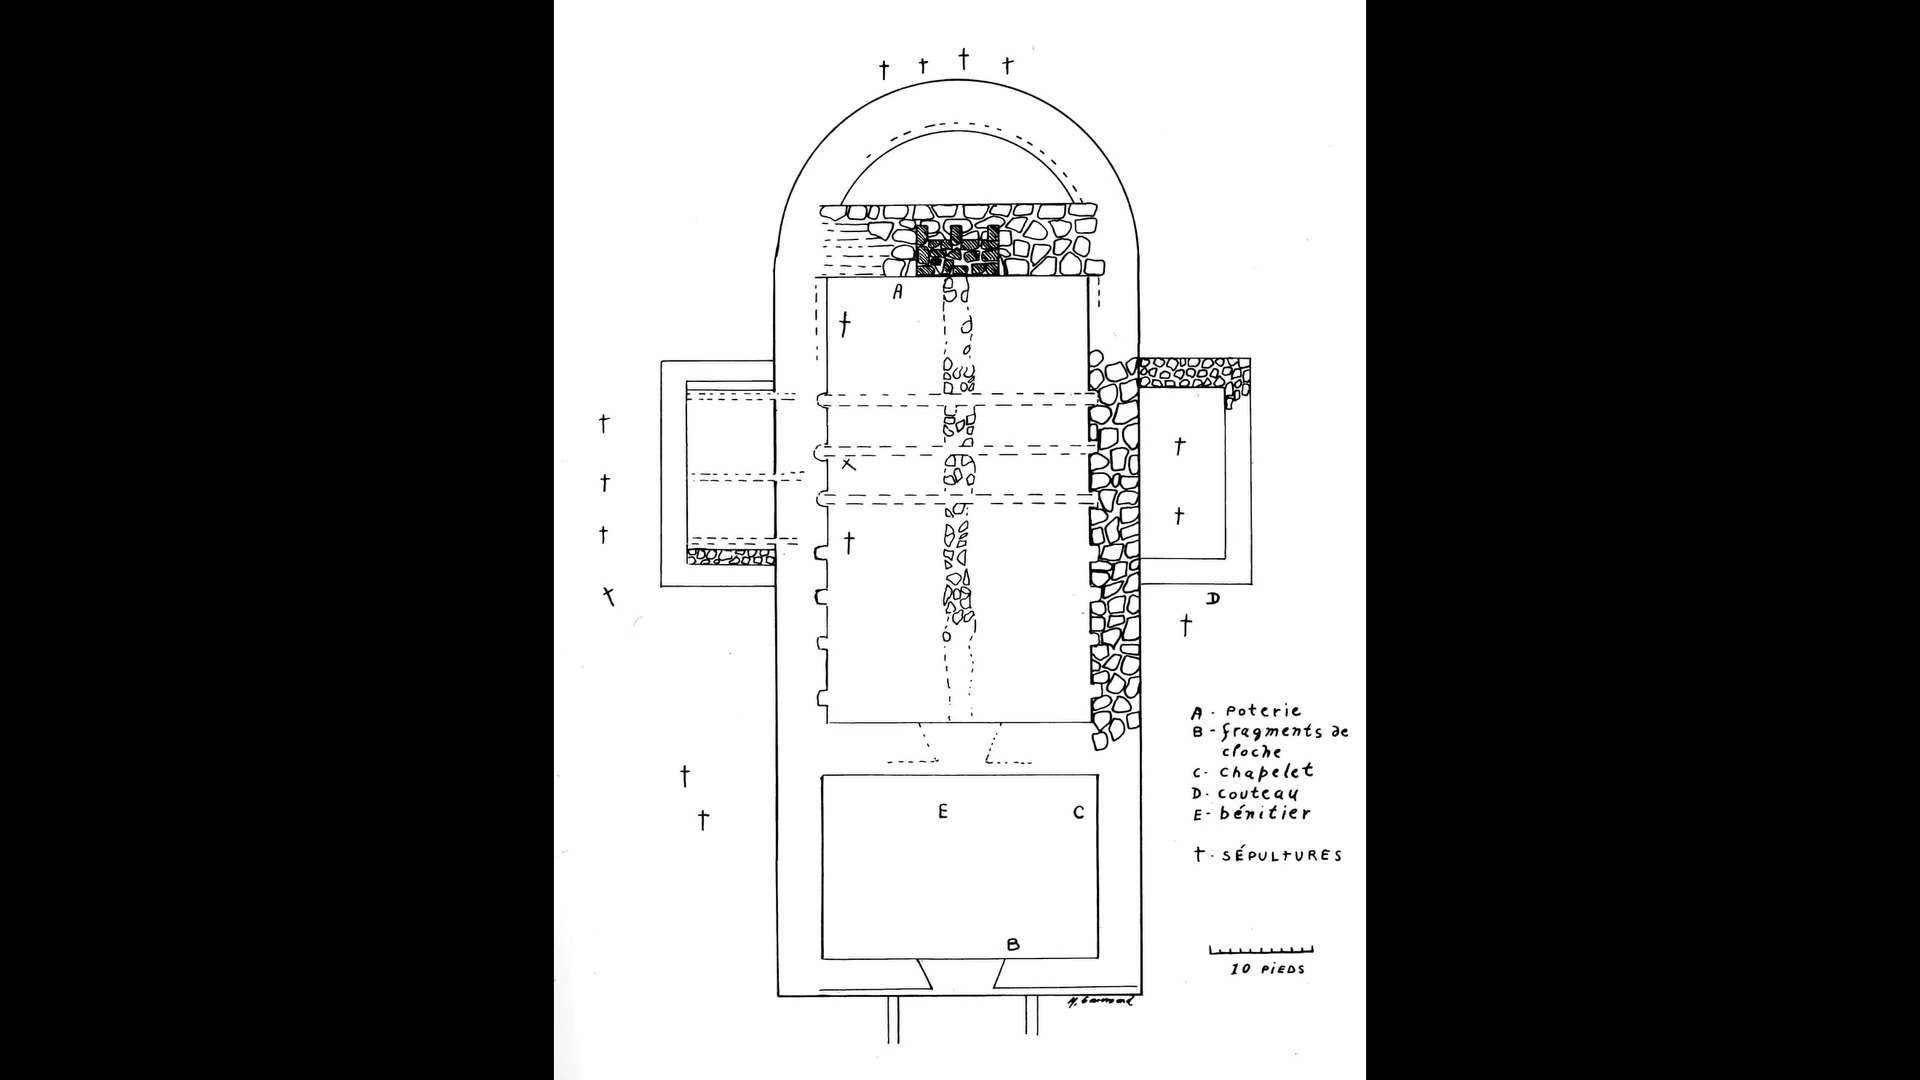 A
D
A - poterie
B - fragments de
cloche
C - chapelet
D - couteau
E - bénitier
† - SÉPULTURES
E
C
B
10 PIEDS